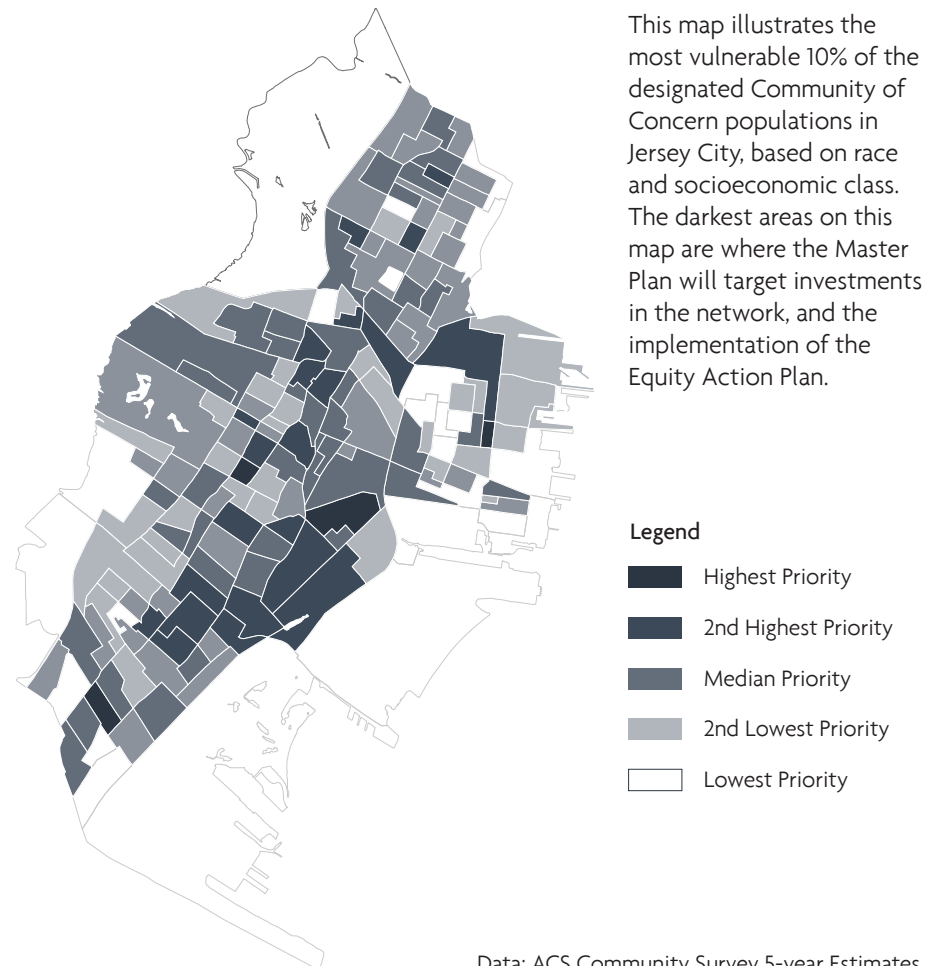 This map illustrates the
most vulnerable 10% of the
designated Community of
Concern populations in
Jersey City, based on race
and socioeconomic class.
The darkest areas on this
map are where the Master
Plan will target investments
in the network, and the
implementation of the
Equity Action Plan.
Legend
Highest Priority
2nd Highest Priority
Median Priority
2nd Lowest Priority
Lowest Priority
Data: ACS Community Survey 5-year Estimates